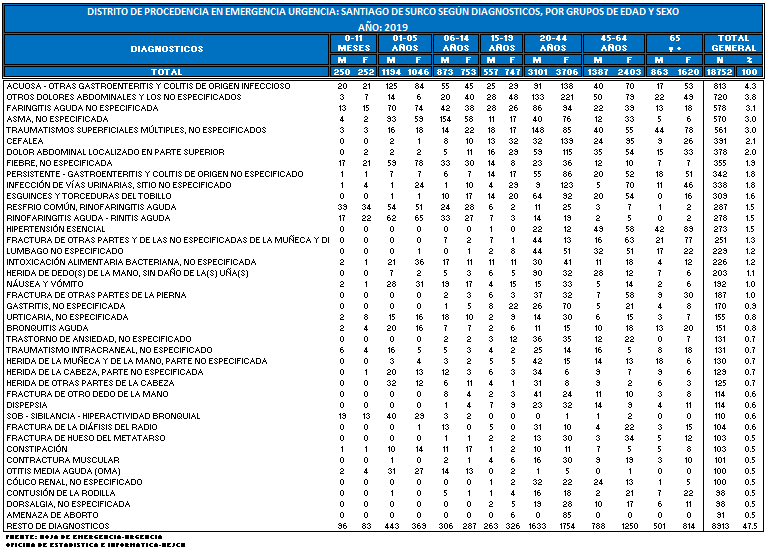 DISTRITO DE PROCEDENCIA EN EMERGENCIA URGENCIA: SANTIAGO DE SURCO SEGÚN DIAGNOSTICOS, POR GRUPOS DE EDAD Y SEXO
AÑO: 2019
DIAGNOSTICOS 0-11 MESES 01-05 AÑOS 06-14 AÑOS 15-19 AÑOS 20-44 AÑOS 45-64 AÑOS 65 y + TOTAL GENERAL
M F M F M F M F M F M F M F N %
TOTAL 250 252 1194 1046 873 753 557 747 3101 3706 1387 2403 863 1620 18752 100
ACUOSA - OTRAS GASTROENTERITIS Y COLITIS DE ORIGEN INFECCIOSO 20 21 125 84 55 45 25 29 91 138 40 70 17 53 813 4.3
OTROS DOLORES ABDOMINALES Y LOS NO ESPECIFICADOS 3 7 14 6 20 40 28 48 133 221 50 79 22 49 720 3.8
FARINGITIS AGUDA NO ESPECIFICADA 13 15 70 74 42 38 28 26 86 94 22 39 13 18 578 3.1
ASMA, NO ESPECIFICADA 4 2 93 59 154 58 11 17 40 76 12 33 5 6 570 3.0
TRAUMATISMOS SUPERFICIALES MÚLTIPLES, NO ESPECIFICADOS 3 3 16 18 14 22 18 17 148 85 40 55 44 78 561 3.0
CEFALEA 0 0 2 1 8 10 13 32 32 139 24 95 9 26 391 2.1
DOLOR ABDOMINAL LOCALIZADO EN PARTE SUPERIOR 0 2 2 2 5 11 16 29 59 115 35 54 15 33 378 2.0
FIEBRE, NO ESPECIFICADA 17 21 59 78 33 30 14 8 23 36 12 10 7 7 355 1.9
PERSISTENTE - GASTROENTERITIS Y COLITIS DE ORIGEN NO ESPECIFICADO 1 1 7 7 6 7 14 17 55 86 20 52 18 51 342 1.8
INFECCIÓN DE VÍAS URINARIAS, SITIO NO ESPECIFICADO 1 4 1 24 1 10 4 29 9 123 5 70 11 46 338 1.8
ESGUINCES Y TORCEDURAS DEL TOBILLO 0 0 1 1 10 17 14 20 64 92 20 54 0 16 309 1.6
RESFRIO COMÚN, RINOFARINGITIS AGUDA 39 34 54 51 24 28 6 2 11 25 3 7 1 2 287 1.5
RINOFARINGITIS AGUDA - RINITIS AGUDA 17 22 62 65 33 27 7 3 14 19 2 5 0 2 278 1.5
HIPERTENSIÓN ESENCIAL 0 0 0 0 0 0 1 0 22 12 49 58 42 89 273 1.5
FRACTURA DE OTRAS PARTES Y DE LAS NO ESPECIFICADAS DE LA MUÑECA Y DI 0 0 0 0 7 2 7 1 44 13 16 63 21 77 251 1.3
LUMBAGO NO ESPECIFICADO 0 0 1 0 1 2 8 44 51 32 51 17 22 229 1.2
INTOXICACIÓN ALIMENTARIA BACTERIANA, NO ESPECIFICADA 1 2 21 36 17 11 11 11 30 41 11 18 4 12 226 1.2
HERIDA DE DEDO(S) DE LA MANO, SIN DAÑO DE LA(S) UÑA(S) 0 0 7 2 5 3 6 5 90 32 28 12 7 6 203 1.1
NÁUSEA Y VÓMITO 2 1 28 31 19 17 4 15 15 33 5 14 2 6 192 1.0
FRACTURA DE OTRAS PARTES DE LA PIERNA 0 0 0 0 2 3 6 3 37 32 7 58 9 30 187 1.0
GASTRITIS, NO ESPECIFICADA 0 0 0 0 1 5 8 22 26 70 5 21 4 8 170 0.9
URTICARIA, NO ESPECIFICADA 2 8 15 16 18 10 2 9 14 30 6 15 3 7 155 0.8
BRONQUITIS AGUDA 2 4 20 16 7 7 2 6 11 15 10 18 13 20 151 0.8
TRASTORNO DE ANSIEDAD, NO ESPECIFICADO 0 0 0 0 2 2 3 12 36 35 12 22 0 7 131 0.7
TRAUMATISMO INTRACRANEAL, NO ESPECIFICADO 6 4 16 5 5 3 4 2 25 14 16 5 8 18 131 0.7
HERIDA DE LA MUÑECA Y DE LA MANO, PARTE NO ESPECIFICADA 0 0 3 4 3 2 5 5 42 15 14 13 18 6 130 0.7
HERIDA DE LA CABEZA, PARTE NO ESPECIFICADA 0 1 20 13 12 3 6 3 34 6 9 7 9 6 129 0.7
HERIDA DE OTRAS PARTES DE LA CABEZA 0 0 32 12 6 11 4 1 31 8 9 2 6 3 125 0.7
FRACTURA DE OTRO DEDO DE LA MANO 0 0 0 0 8 4 2 3 41 24 11 10 3 8 114 0.6
DISPEPSIA 0 0 0 0 1 4 7 9 23 32 14 9 4 11 114 0.6
SOB - SIBILANCIA - HIPERACTIVIDAD BRONQUIAL 19 13 40 29 3 2 0 0 0 1 1 2 0 0 110 0.6
FRACTURA DE LA DIÁFISIS DEL RADIO 0 0 0 0 13 0 5 0 31 10 4 22 3 15 104 0.6
FRACTURA DE HUESO DEL METATARSO 0 0 0 0 1 1 2 2 13 30 3 34 5 12 103 0.5
CONSTIPACIÓN 1 1 10 14 11 17 1 2 10 11 7 5 5 8 103 0.5
CONTRACTURA MUSCULAR 0 0 1 0 2 1 4 6 16 30 9 19 3 10 101 0.5
OTITIS MEDIA AGUDA (OMA) 2 4 31 27 14 13 0 2 1 5 1 0 0 0 100 0.5
CÓLICO RENAL, NO ESPECIFICADO 0 0 0 0 0 0 1 2 32 22 24 13 1 5 100 0.5
CONTUSIÓN DE LA RODILLA 0 0 1 0 5 1 1 4 16 18 2 21 7 22 98 0.5
DORSALGIA, NO ESPECIFICADA 0 0 0 0 0 0 2 5 19 28 10 17 6 11 98 0.5
AMENAZA DE ABORTO 0 0 0 0 0 0 0 6 0 85 0 0 0 0 91 0.5
RESTO DE DIAGNOSTICOS 96 83 443 369 306 287 263 326 1633 1754 788 1250 501 814 8913 47.5
FUENTE: HOJA DE EMERGENCIA-URGENCIA
OFICINA DE ESTADISTICA E INFORMATICA-HEJCU